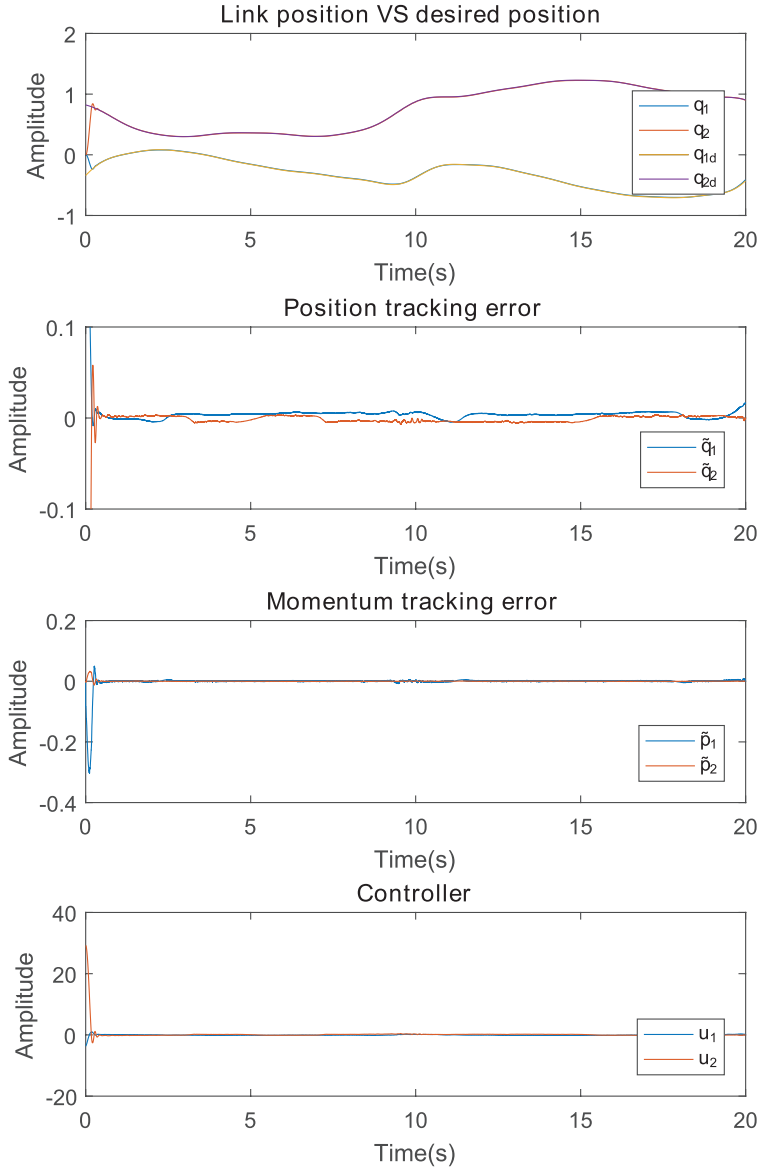 Link position VS desired position
2
1
0
-1
Amplitude
q1
q2
q1d
q2d
0 5 10 15 20
Time(s)
Position tracking error
0.1
0
-0.1
Amplitude
q̃1
q̃2
0 5 10 15 20
Time(s)
Momentum tracking error
0.2
0
-0.2
-0.4
Amplitude
p̃1
p̃2
0 5 10 15 20
Time(s)
Controller
40
20
0
-20
Amplitude
u1
u2
0 5 10 15 20
Time(s)